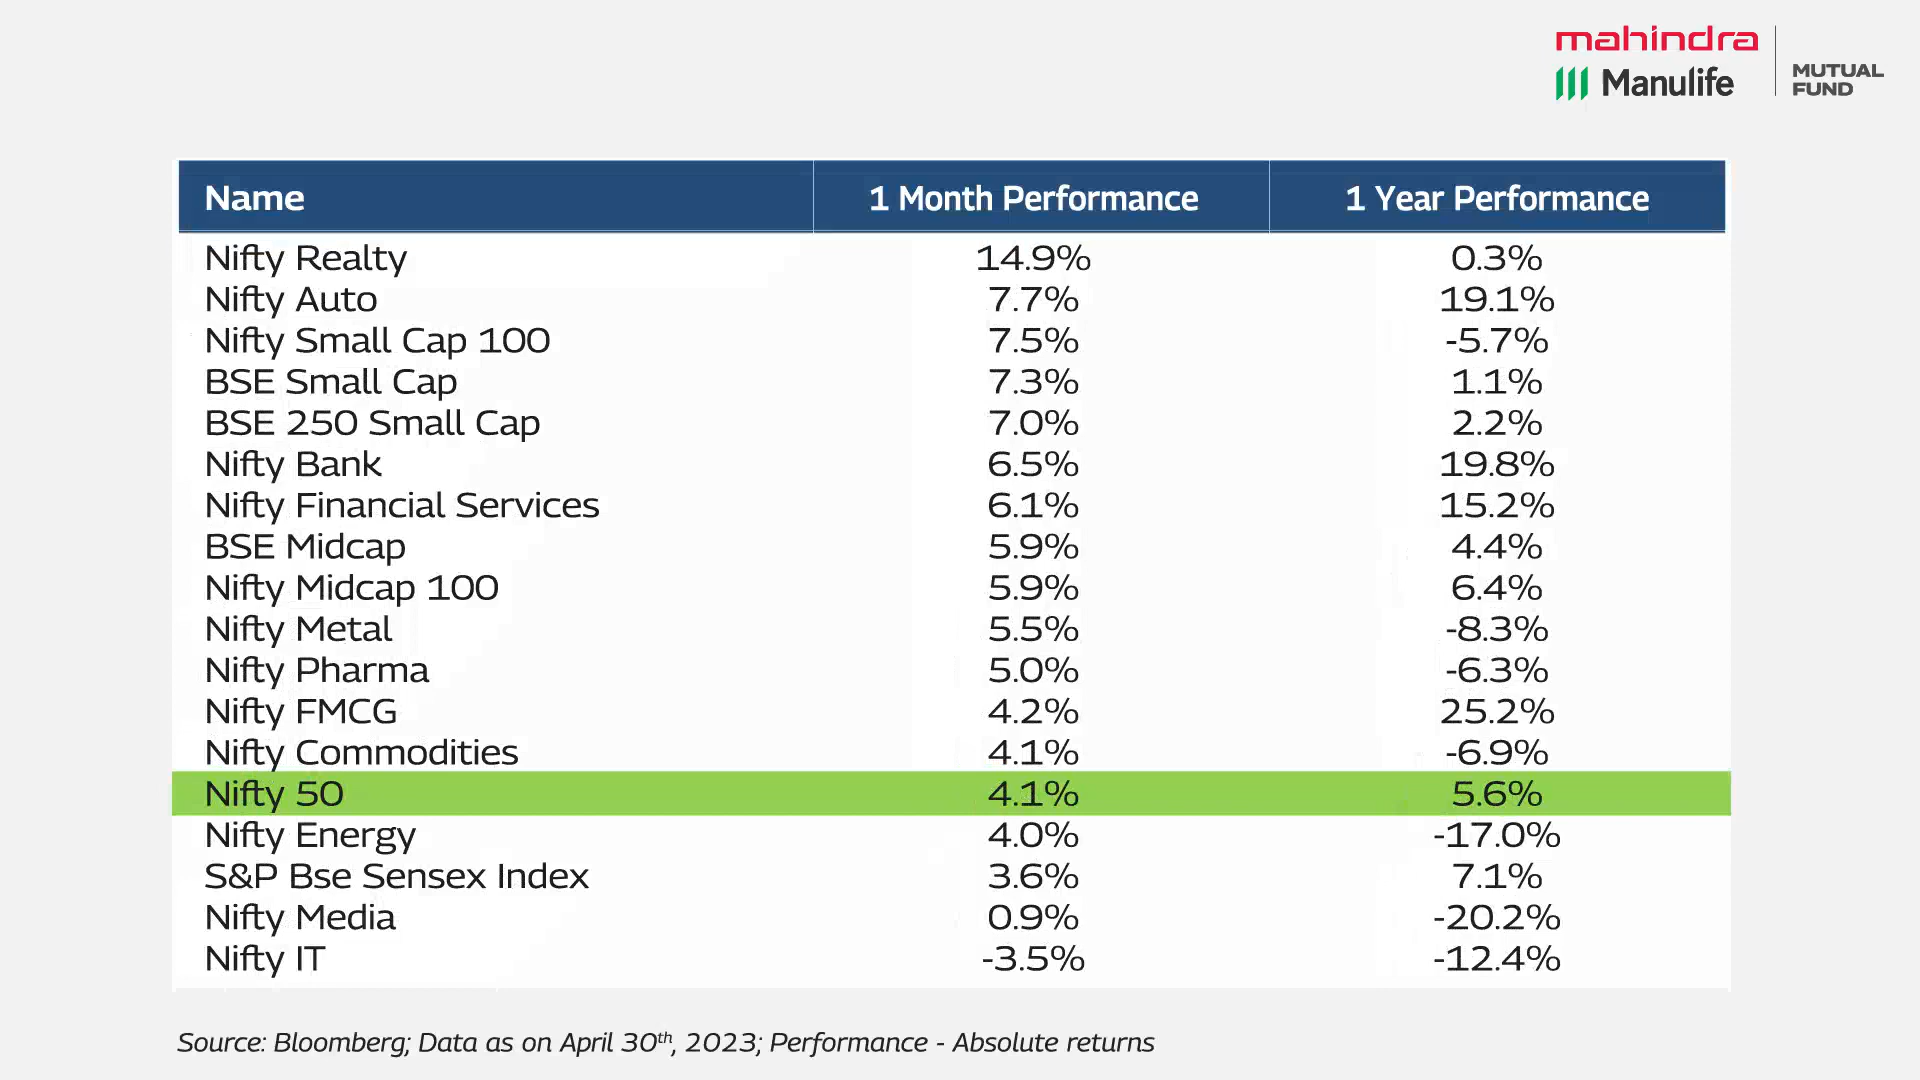 mahindra
Manulife
MUTUAL
FUND
Name 1 Month Performance 1 Year Performance
Nifty Realty 14.9% 0.3%
Nifty Auto 7.7% 19.1%
Nifty Small Cap 100 7.5% -5.7%
BSE Small Cap 7.3% 1.1%
BSE 250 Small Cap 7.0% 2.2%
Nifty Bank 6.5% 19.8%
Nifty Financial Services 6.1% 15.2%
BSE Midcap 5.9% 4.4%
Nifty Midcap 100 5.9% 6.4%
Nifty Metal 5.5% -8.3%
Nifty Pharma 5.0% -6.3%
Nifty FMCG 4.2% 25.2%
Nifty Commodities 4.1% -6.9%
Nifty 50 4.1% 5.6%
Nifty Energy 4.0% -17.0%
S&P Bse Sensex Index 3.6% 7.1%
Nifty Media 0.9% -20.2%
Nifty IT -3.5% -12.4%
Source: Bloomberg; Data as on April 30th, 2023; Performance - Absolute returns